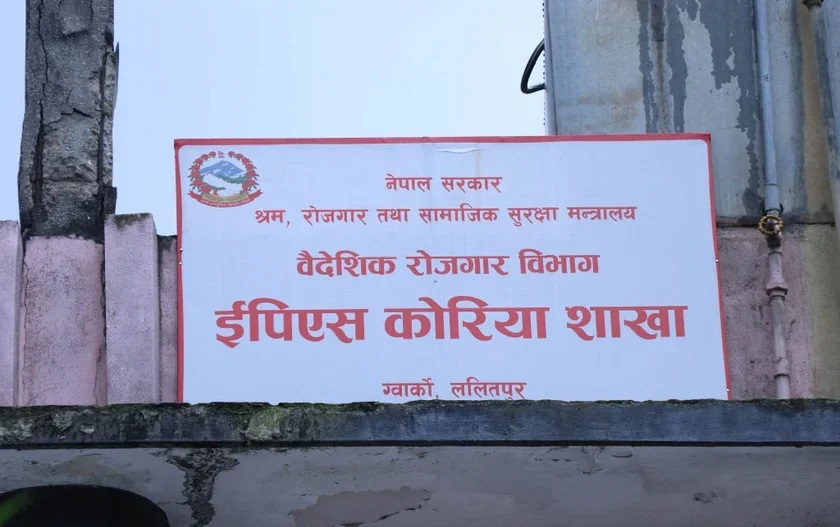 नेपाल सरकार
श्रम, रोजगार तथा सामाजिक सुरक्षा मन्त्रालय
वैदेशिक रोजगार विभाग
ईपिएस कोरिया शाखा
ग्वार्को, ललितपुर